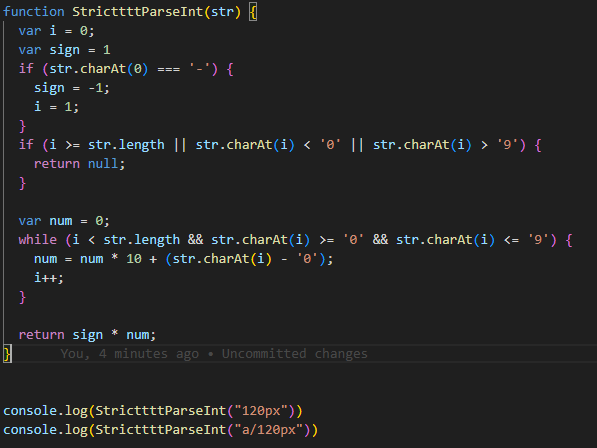 function StricttttParseInt(str) {
  var i = 0;
  var sign = 1
  if (str.charAt(0) === '-') {
    sign = -1;
    i = 1;
  }
  if (i >= str.length || str.charAt(i) < '0' || str.charAt(i) > '9') {
    return null;
  }

  var num = 0;
  while (i < str.length && str.charAt(i) >= '0' && str.charAt(i) <= '9') {
    num = num * 10 + (str.charAt(i) - '0');
    i++;
  }

  return sign * num;
}      You, 4 minutes ago • Uncommitted changes


console.log(StricttttParseInt("120px"))
console.log(StricttttParseInt("a/120px"))